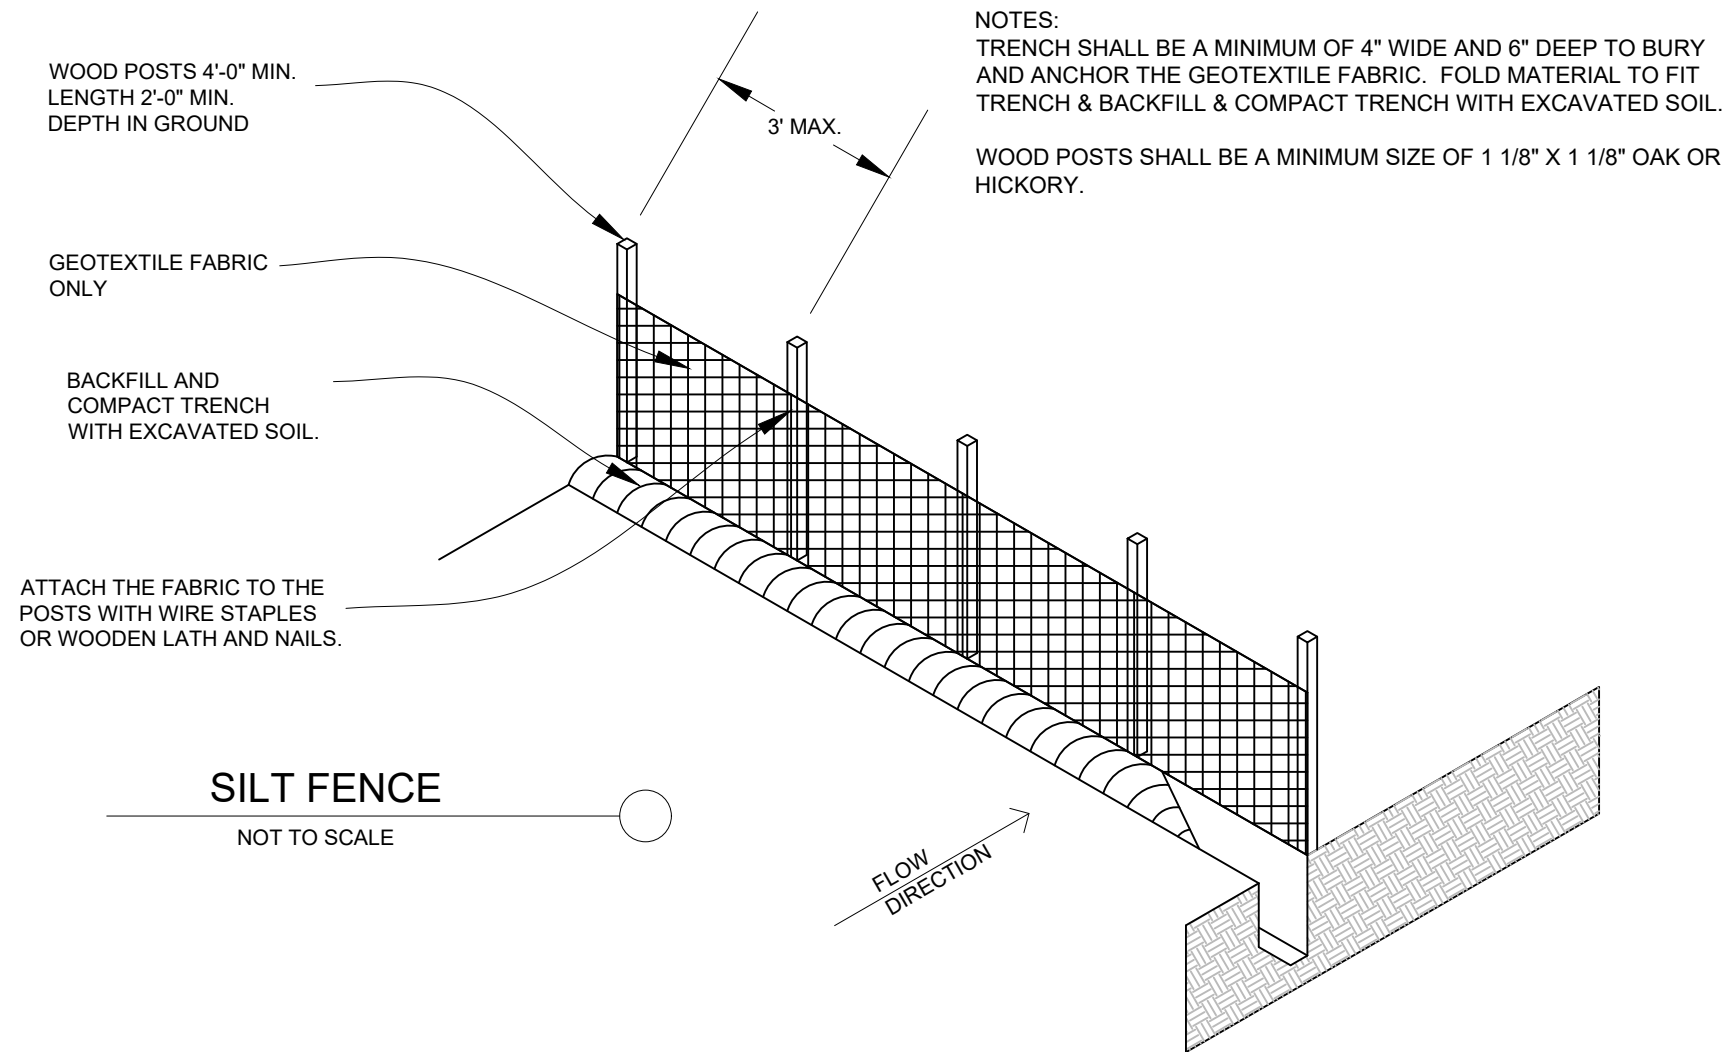 NOTES:
TRENCH SHALL BE A MINIMUM OF 4" WIDE AND 6" DEEP TO BURY
AND ANCHOR THE GEOTEXTILE FABRIC. FOLD MATERIAL TO FIT
TRENCH & BACKFILL & COMPACT TRENCH WITH EXCAVATED SOIL.
WOOD POSTS SHALL BE A MINIMUM SIZE OF 1 1/8" X 1 1/8" OAK OR
HICKORY.
WOOD POSTS 4'-0" MIN.
LENGTH 2'-0" MIN.
DEPTH IN GROUND
3' MAX.
GEOTEXTILE FABRIC
ONLY
BACKFILL AND
COMPACT TRENCH
WITH EXCAVATED SOIL.
ATTACH THE FABRIC TO THE
POSTS WITH WIRE STAPLES
OR WOODEN LATH AND NAILS.
SILT FENCE
NOT TO SCALE
FLOW
DIRECTION